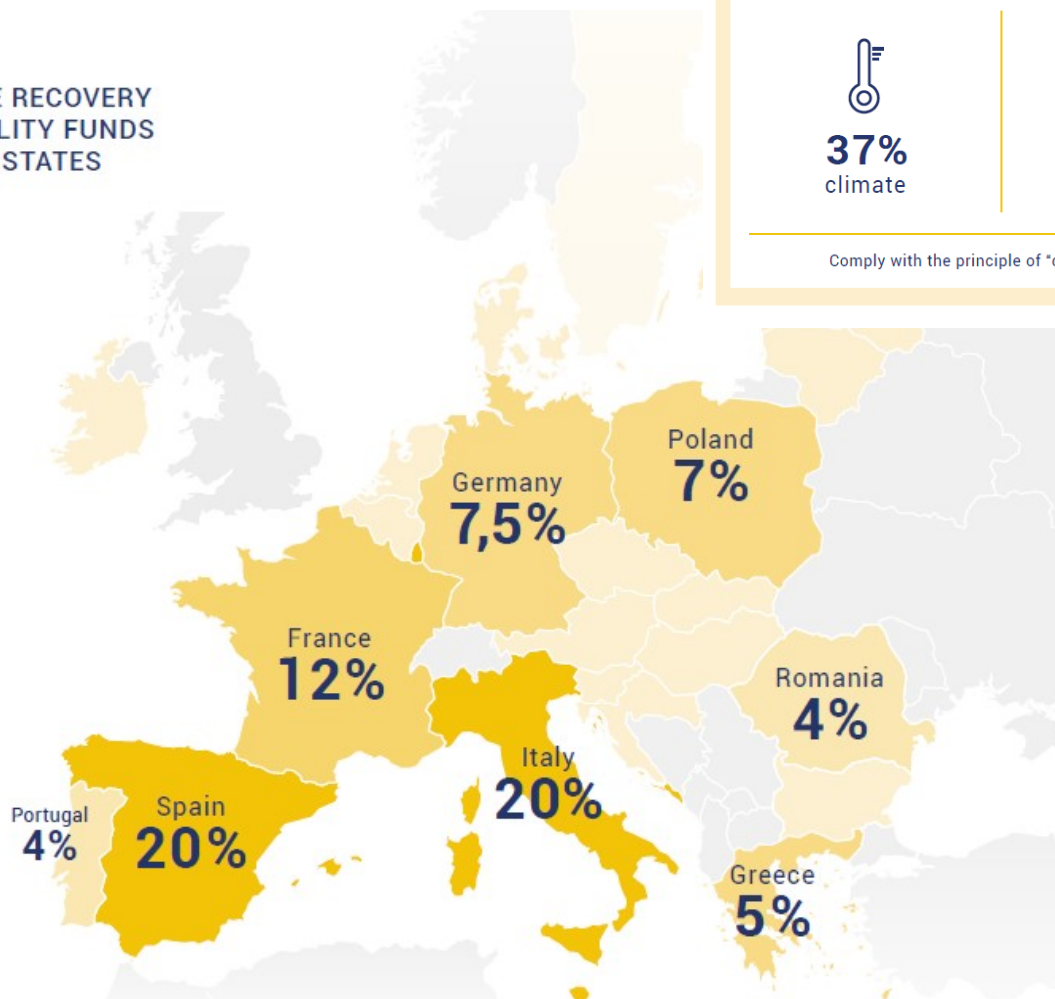 E RECOVERY
LITY FUNDS
STATES
37%
climate
Comply with the principle of "
Poland
7%
Germany
7,5%
France
12%
Romania
4%
Italy
20%
Portugal
4%
Spain
20%
Greece
5%